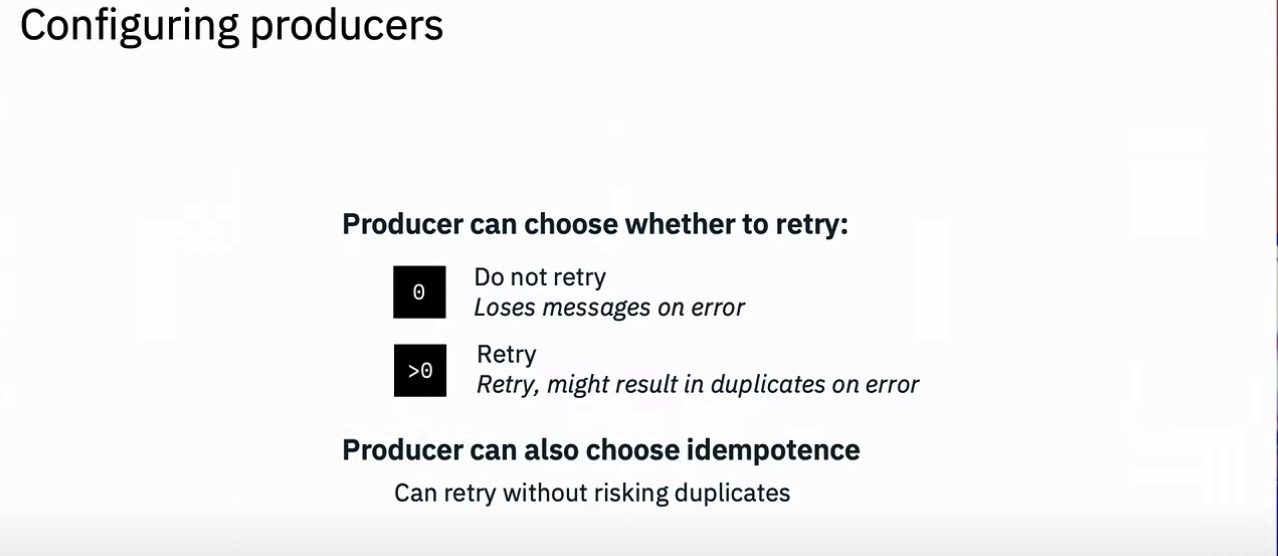 Configuring producers
Producer can choose whether to retry:
0
Do not retry
Loses messages on error
>0
Retry
Retry, might result in duplicates on error
Producer can also choose idempotence
Can retry without risking duplicates